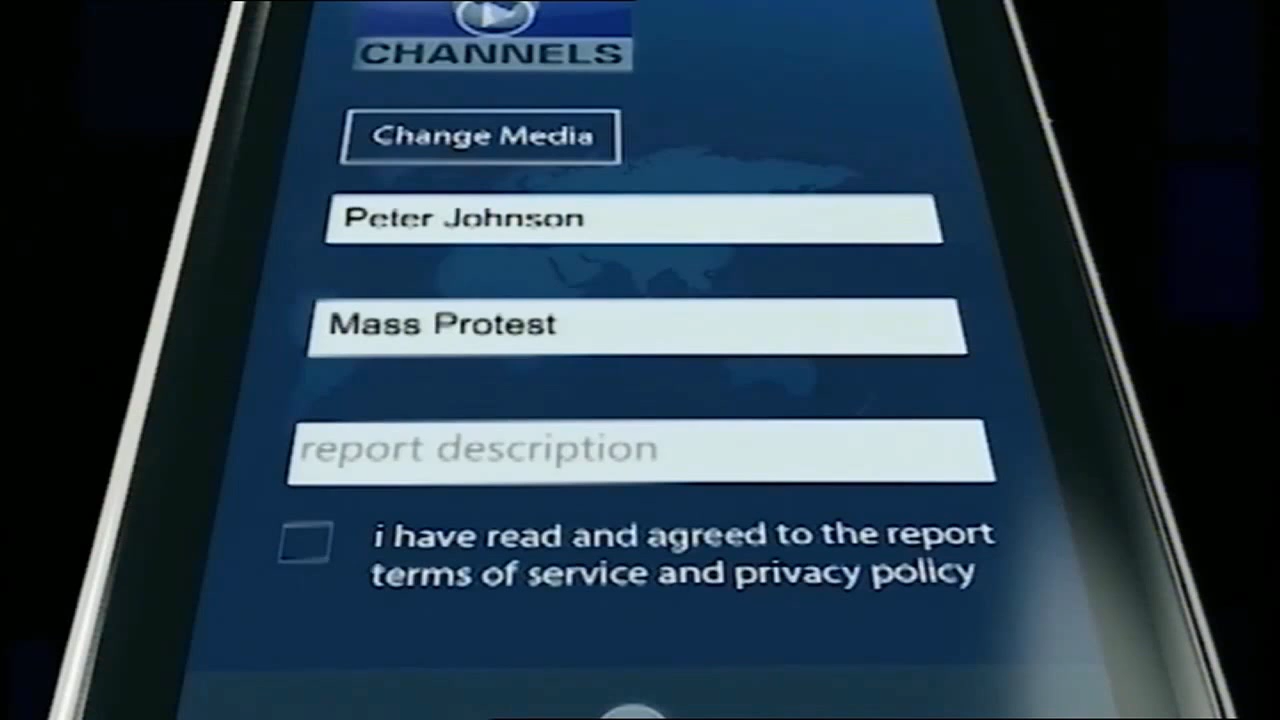 CHANNELS
Change Media
Peter Johnson
Mass Protest
report description
i have read and agreed to the report
terms of service and privacy policy